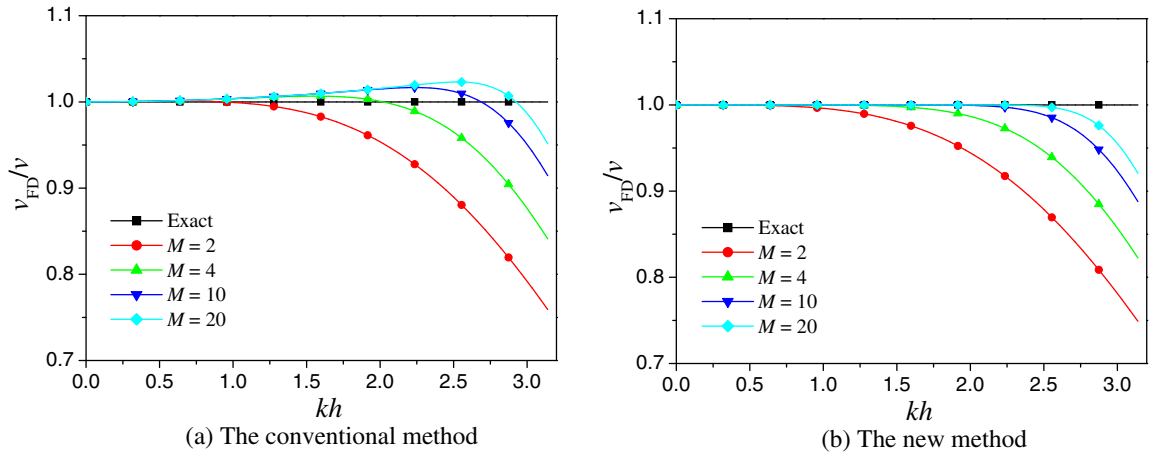 1.1
1.0
0.9
0.8
0.7
v_FD/v
Exact
M = 2
M = 4
M = 10
M = 20
0.0 0.5 1.0 1.5 2.0 2.5 3.0
kh
(a) The conventional method
1.1
1.0
0.9
0.8
0.7
v_FD/v
Exact
M = 2
M = 4
M = 10
M = 20
0.0 0.5 1.0 1.5 2.0 2.5 3.0
kh
(b) The new method